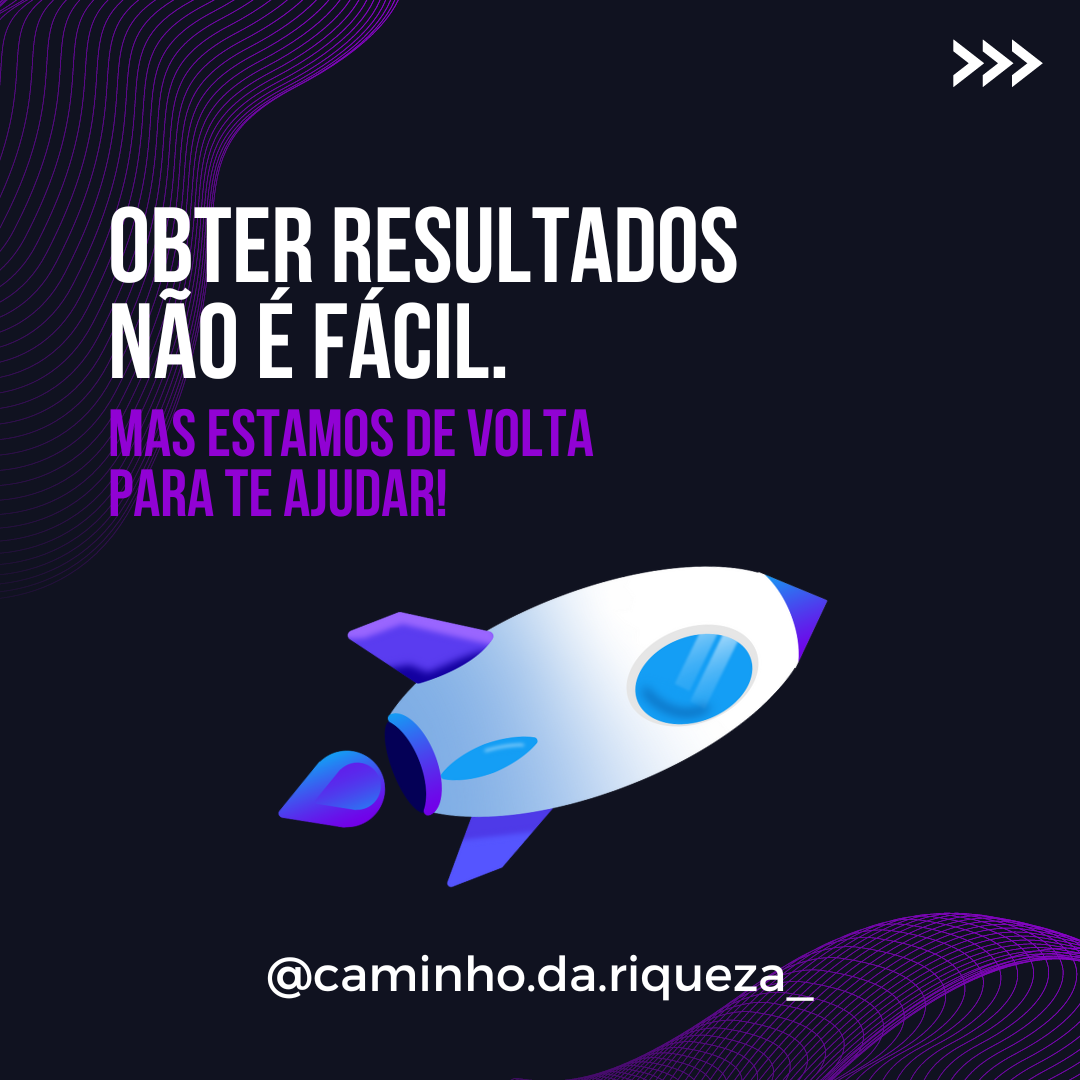 OBTER RESULTADOS
NÃO É FÁCIL.
MAS ESTAMOS DE VOLTA
PARA TE AJUDAR!
@caminho.da.riqueza_